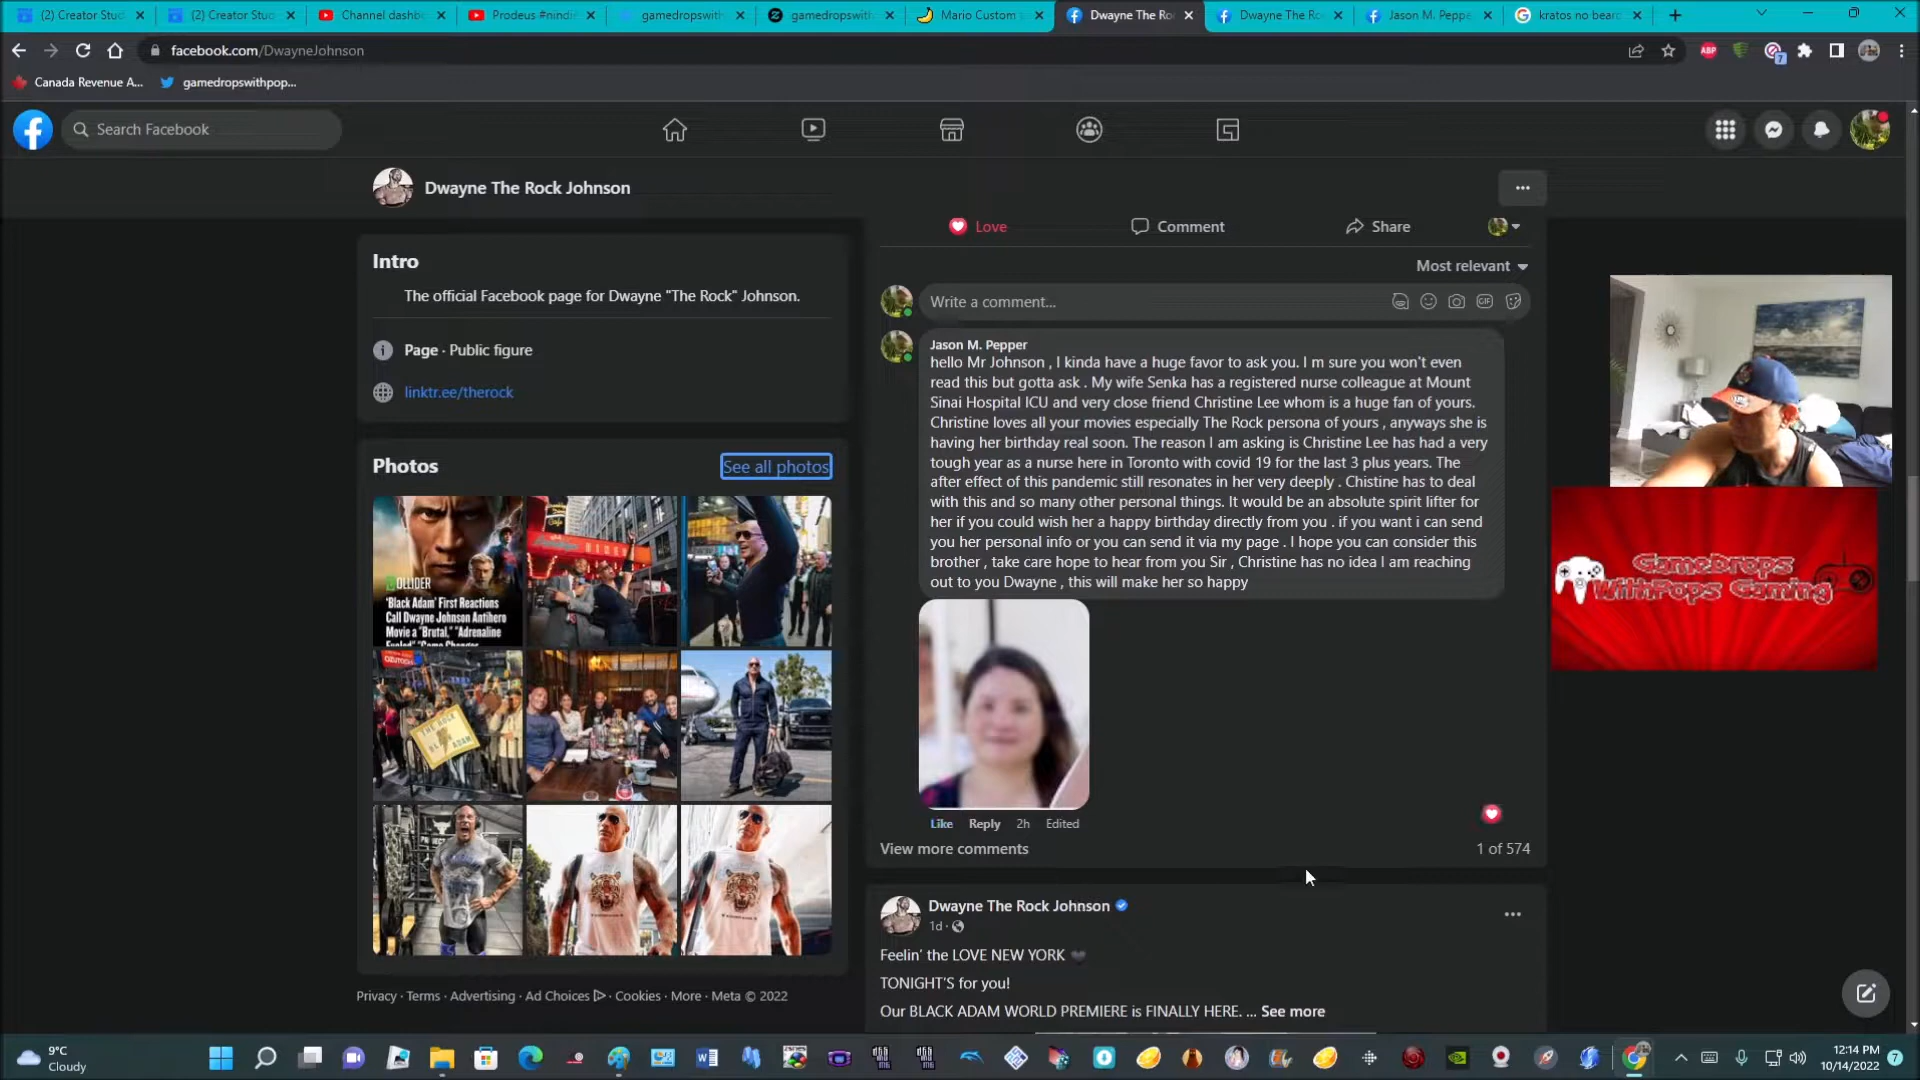 (2) Creator Stud
(2) Creator Stud
Channel dashb
Prodeus #nindi
gamedropswith
gamedropswith
Mario Custom
Dwayne The Ro
Dwayne The Ro
Jason M. Peppe
kratos no beard
facebook.com/DwayneJohnson
ABP
7
Canada Revenue A...
gamedropswithpop...
Search Facebook
Dwayne The Rock Johnson
Love
Comment
Share
Most relevant
Intro
The official Facebook page for Dwayne "The Rock" Johnson.
Page · Public figure
linktr.ee/therock
Photos
See all photos
COLLIDER
'Black Adam' First Reactions
Call Dwayne Johnson Antihero
Movie a "Brutal," "Adrenaline
Fueled" "Game Changer
Write a comment...
GIF
Jason M. Pepper
hello Mr Johnson , I kinda have a huge favor to ask you. I m sure you won't even
read this but gotta ask . My wife Senka has a registered nurse colleague at Mount
Sinai Hospital ICU and very close friend Christine Lee whom is a huge fan of yours.
Christine loves all your movies especially The Rock persona of yours , anyways she is
having her birthday real soon. The reason I am asking is Christine Lee has had a very
tough year as a nurse here in Toronto with covid 19 for the last 3 plus years. The
after effect of this pandemic still resonates in her very deeply . Chistine has to deal
with this and so many other personal things. It would be an absolute spirit lifter for
her if you could wish her a happy birthday directly from you . if you want i can send
you her personal info or you can send it via my page . I hope you can consider this
brother , take care hope to hear from you Sir , Christine has no idea I am reaching
out to you Dwayne , this will make her so happy
Like Reply 2h Edited
View more comments
1 of 574
GameDrops
WithPops Gaming
Dwayne The Rock Johnson
1d ·
Feelin' the LOVE NEW YORK
TONIGHT'S for you!
Our BLACK ADAM WORLD PREMIERE is FINALLY HERE. ... See more
Privacy · Terms · Advertising · Ad Choices · Cookies · More · Meta © 2022
9°C
Cloudy
12:14 PM
10/14/2022
7